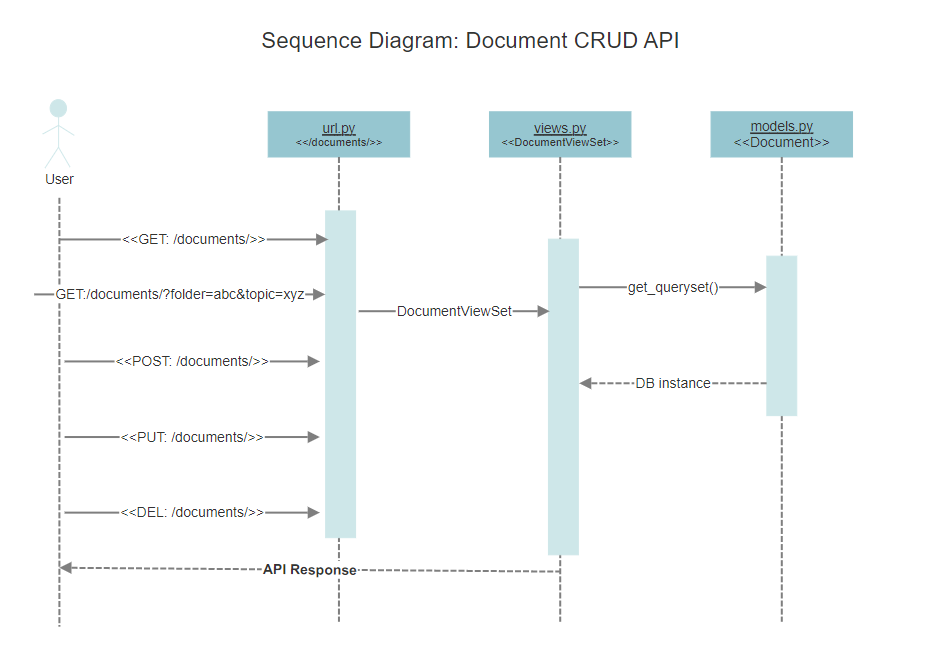 Sequence Diagram: Document CRUD API
url.py
<</documents/>>
views.py
<<DocumentViewSet>>
models.py
<<Document>>
User
<<GET: /documents/>>
GET:/documents/?folder=abc&topic=xyz
get_queryset()
DocumentViewSet
<<POST: /documents/>>
DB instance
<<PUT: /documents/>>
<<DEL: /documents/>>
API Response